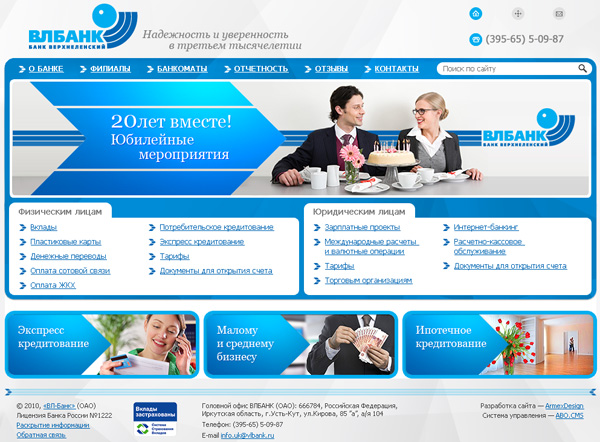 ВЛБАНК
БАНК ВЕРХНЕЛЕНСКИЙ
Надежность и уверенность
в третьем тысячелетии
(395-65) 5-09-87
О БАНКЕ
ФИЛИАЛЫ
БАНКОМАТЫ
ОТЧЕТНОСТЬ
ОТЗЫВЫ
КОНТАКТЫ
Поиск по сайту
20 лет вместе!
Юбилейные
мероприятия
ВЛБАНК
БАНК ВЕРХНЕЛЕНСКИЙ
Физическим лицам
Вклады
Пластиковые карты
Денежные переводы
Оплата сотовой связи
Оплата ЖКХ
Потребительское кредитование
Экспресс кредитование
Тарифы
Документы для открытия счета
Юридическим лицам
Зарплатные проекты
Международные расчеты
и валютные операции
Тарифы
Торговым организациям
Интернет-банкинг
Расчетно-кассовое
обслуживание
Документы для открытия счета
Экспресс
кредитование
Малому
и среднему
бизнесу
Ипотечное
кредитование
© 2010, «ВЛ-Банк» (ОАО)
Лицензия Банка России №1222
Раскрытие информации
Обратная связь
Вклады
застрахованы
Система
Страхования
Вкладов
Головной офис ВЛБАНК (ОАО): 666784, Российская Федерация,
Иркутская область, г.Усть-Кут, ул.Кирова, 85 "а", а/я 104
Телефон: (395-65) 5-09-87
E-mail info.uk@vlbank.ru
Разработка сайта — ArmexDesign
Система управления — ABO.CMS